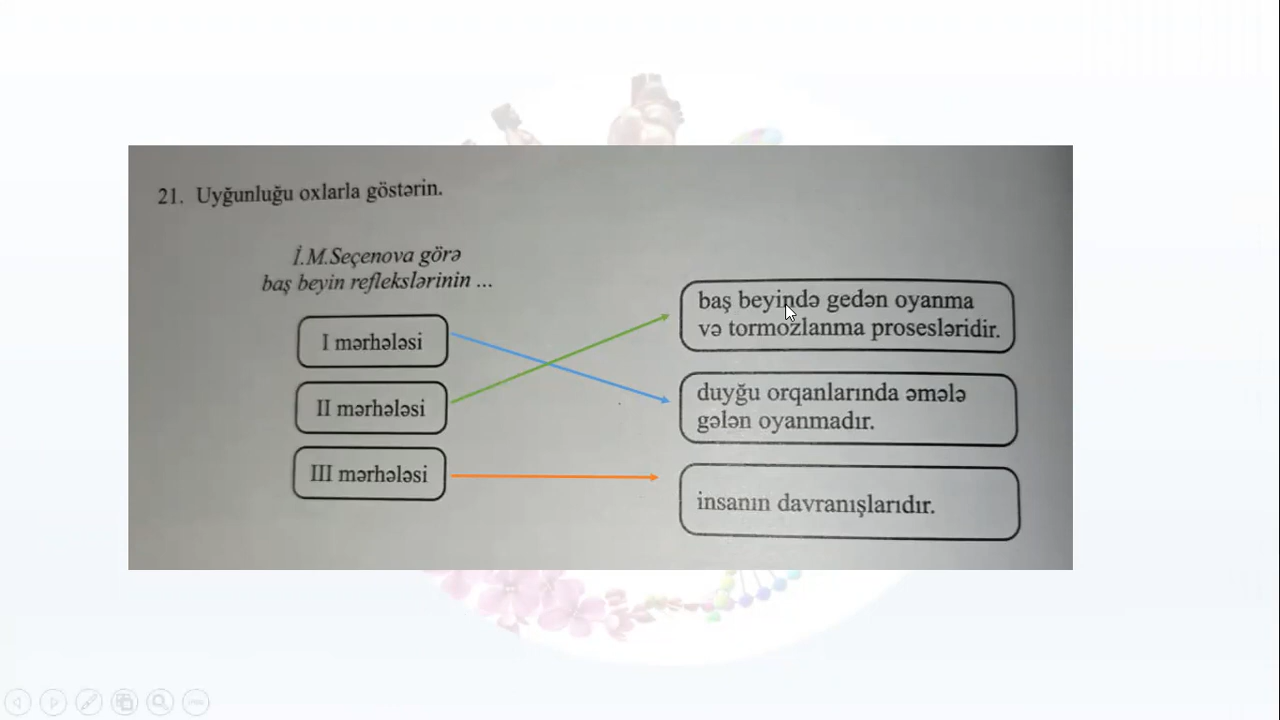 21. Uyğunluğu oxlarla göstərin.
İ.M.Seçenova görə
baş beyin reflekslərinin ...
I mərhələsi
II mərhələsi
III mərhələsi
baş beyində gedən oyanma
və tormozlanma prosesləridir.
duyğu orqanlarında əmələ
gələn oyanmadır.
insanın davranışlarıdır.